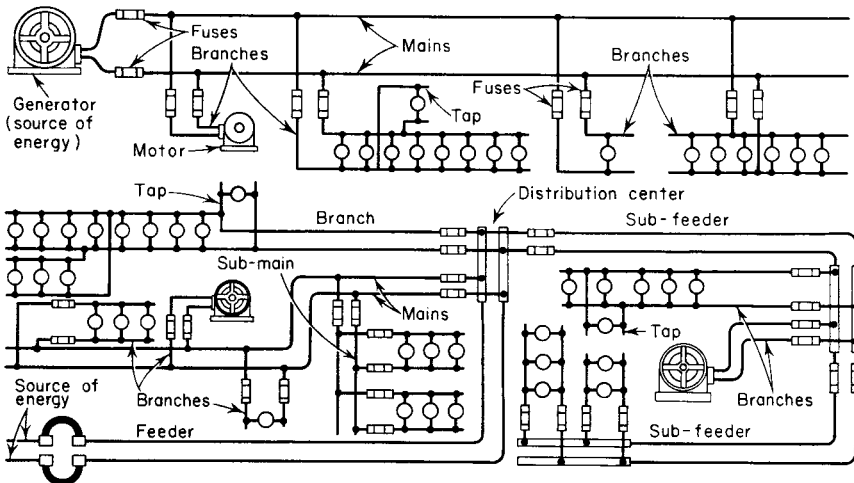 Fuses
Branches
Mains
Generator
(source of
energy)
Motor
Tap
Fuses
Branches
Tap
Branch
Distribution center
Sub-feeder
Sub-main
Mains
Tap
Source of
energy
Branches
Feeder
Branches
Sub-feeder